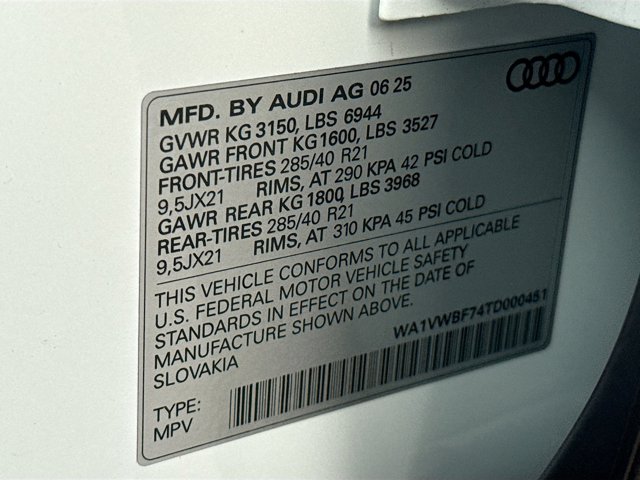 MFD. BY AUDI AG 06 25
GVWR KG 3150, LBS 6944
GAWR FRONT KG 1600, LBS 3527
FRONT-TIRES 285/40 R21
9,5JX21 RIMS, AT 290 KPA 42 PSI COLD
GAWR REAR KG 1800, LBS 3968
REAR-TIRES 285/40 R21
9,5JX21 RIMS, AT 310 KPA 45 PSI COLD
THIS VEHICLE CONFORMS TO ALL APPLICABLE
U.S. FEDERAL MOTOR VEHICLE SAFETY
STANDARDS IN EFFECT ON THE DATE OF
MANUFACTURE SHOWN ABOVE.
SLOVAKIA
WA1VWBF74TD000461
TYPE:
MPV